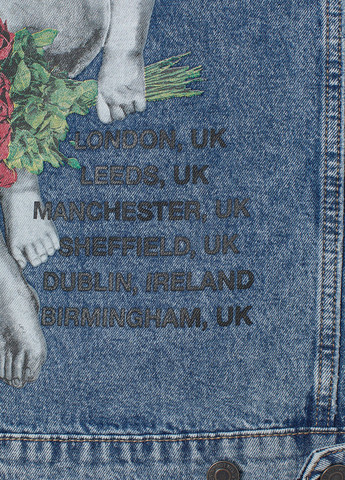 LONDON, UK
LEEDS, UK
MANCHESTER, UK
SHEFFIELD, UK
DUBLIN, IRELAND
BIRMINGHAM, UK